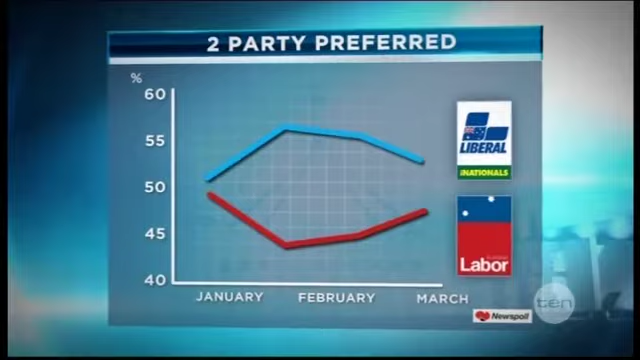 2 PARTY PREFERRED
%
60
55
50
45
40
JANUARY FEBRUARY MARCH
LIBERAL
NATIONALS
Labor
Newspoll
ten